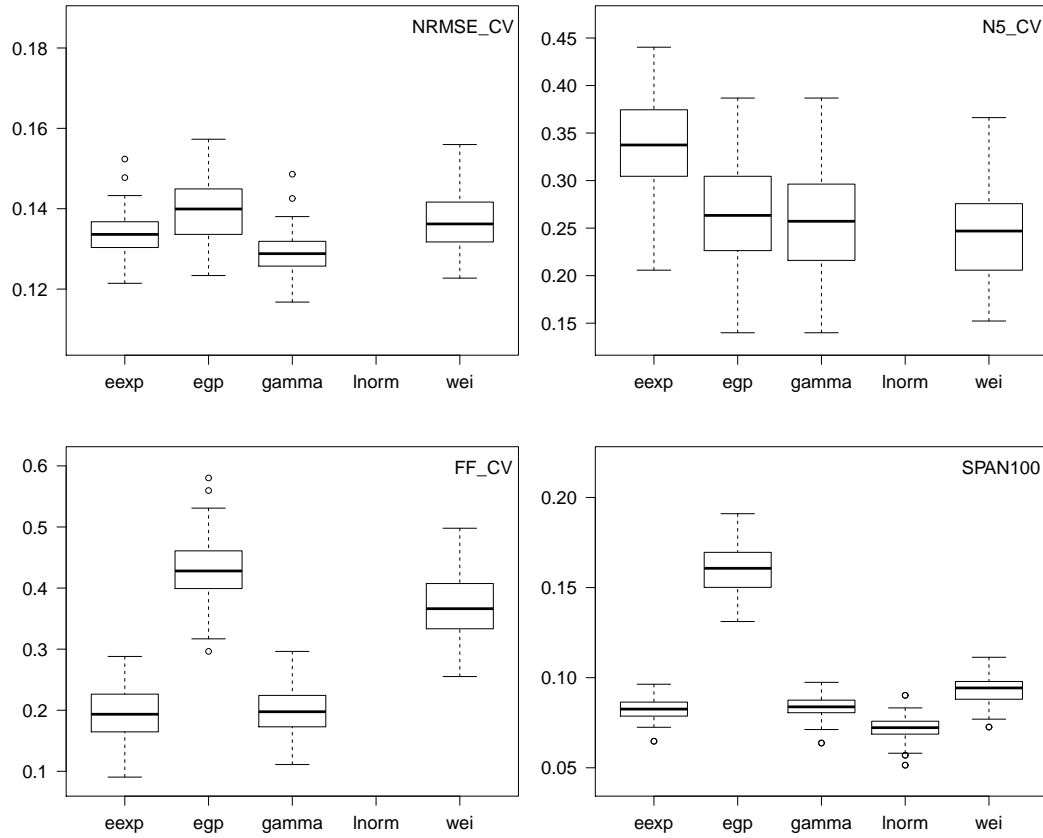 NRMSE_CV
0.18
0.16
0.14
0.12
eexp egp gamma lnorm wei
N5_CV
0.45
0.40
0.35
0.30
0.25
0.20
0.15
eexp egp gamma lnorm wei
FF_CV
0.6
0.5
0.4
0.3
0.2
0.1
eexp egp gamma lnorm wei
SPAN100
0.20
0.15
0.10
0.05
eexp egp gamma lnorm wei